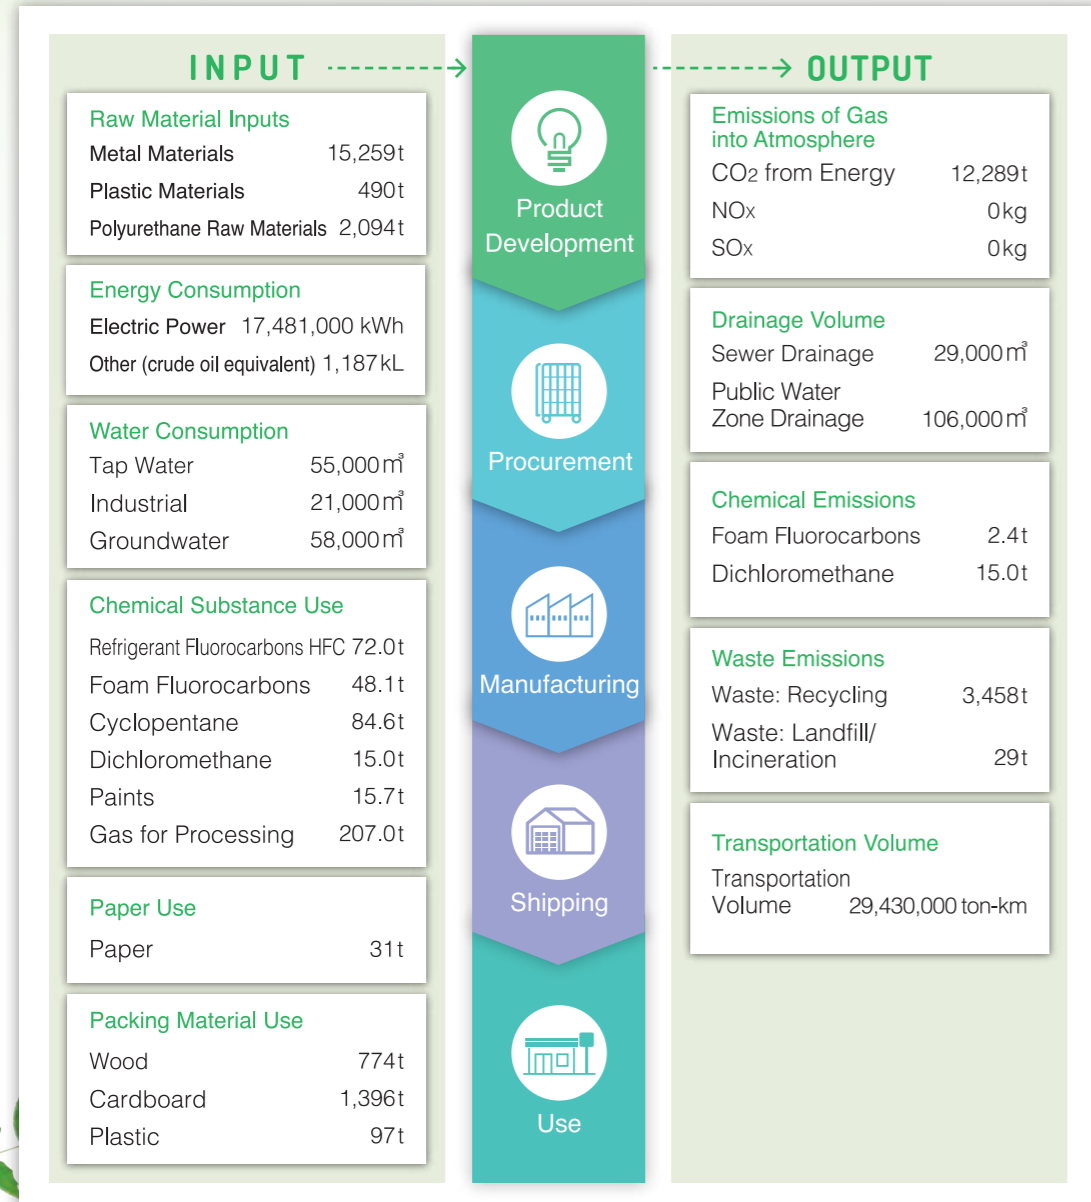 INPUT
Raw Material Inputs
Metal Materials 15,259t
Plastic Materials 490t
Polyurethane Raw Materials 2,094t
Energy Consumption
Electric Power 17,481,000 kWh
Other (crude oil equivalent) 1,187kL
Water Consumption
Tap Water 55,000㎥
Industrial 21,000㎥
Groundwater 58,000㎥
Chemical Substance Use
Refrigerant Fluorocarbons HFC 72.0t
Foam Fluorocarbons 48.1t
Cyclopentane 84.6t
Dichloromethane 15.0t
Paints 15.7t
Gas for Processing 207.0t
Paper Use
Paper 31t
Packing Material Use
Wood 774t
Cardboard 1,396t
Plastic 97t
Product
Development
Procurement
Manufacturing
Shipping
Use
OUTPUT
Emissions of Gas
into Atmosphere
CO2 from Energy 12,289t
NOx 0kg
SOx 0kg
Drainage Volume
Sewer Drainage 29,000㎥
Public Water
Zone Drainage 106,000㎥
Chemical Emissions
Foam Fluorocarbons 2.4t
Dichloromethane 15.0t
Waste Emissions
Waste: Recycling 3,458t
Waste: Landfill/
Incineration 29t
Transportation Volume
Transportation
Volume 29,430,000 ton-km